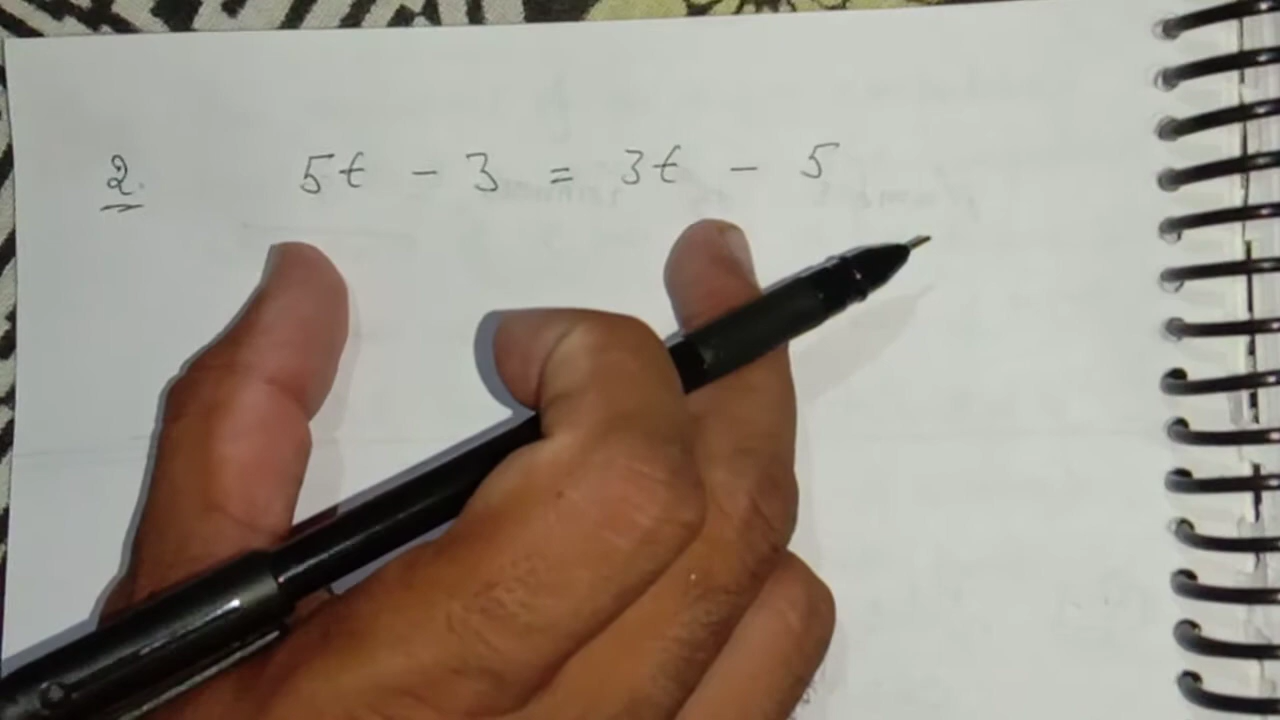 2. 5t - 3 = 3t - 5